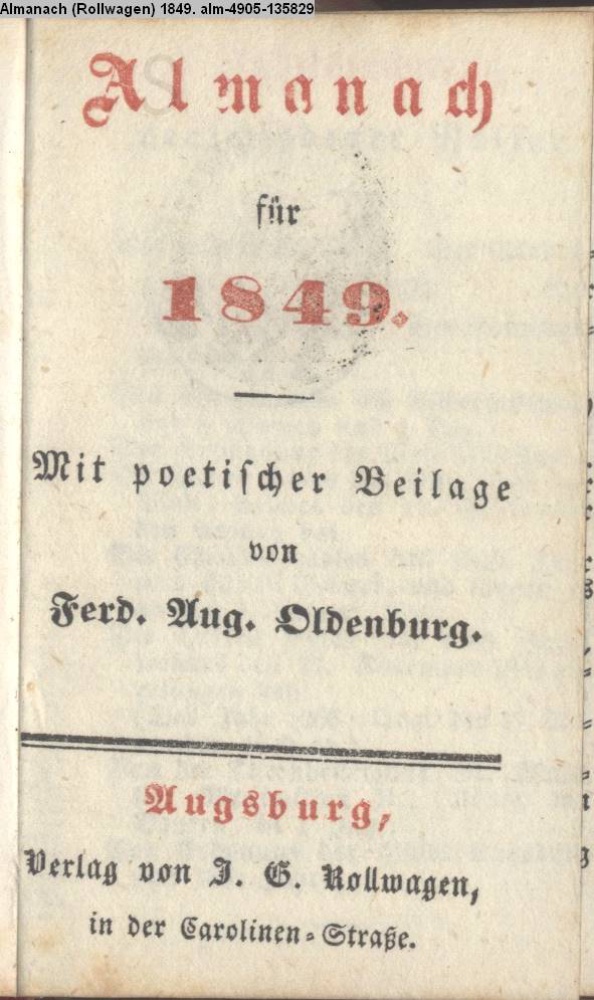 Almanach (Rollwagen) 1849. alm-4905-135829
Almanach
für
1849.
Mit poetischer Beilage
von
Ferd. Aug. Oldenburg.
Augsburg,
Verlag von J. G. Rollwagen,
in der Carolinen-Straße.